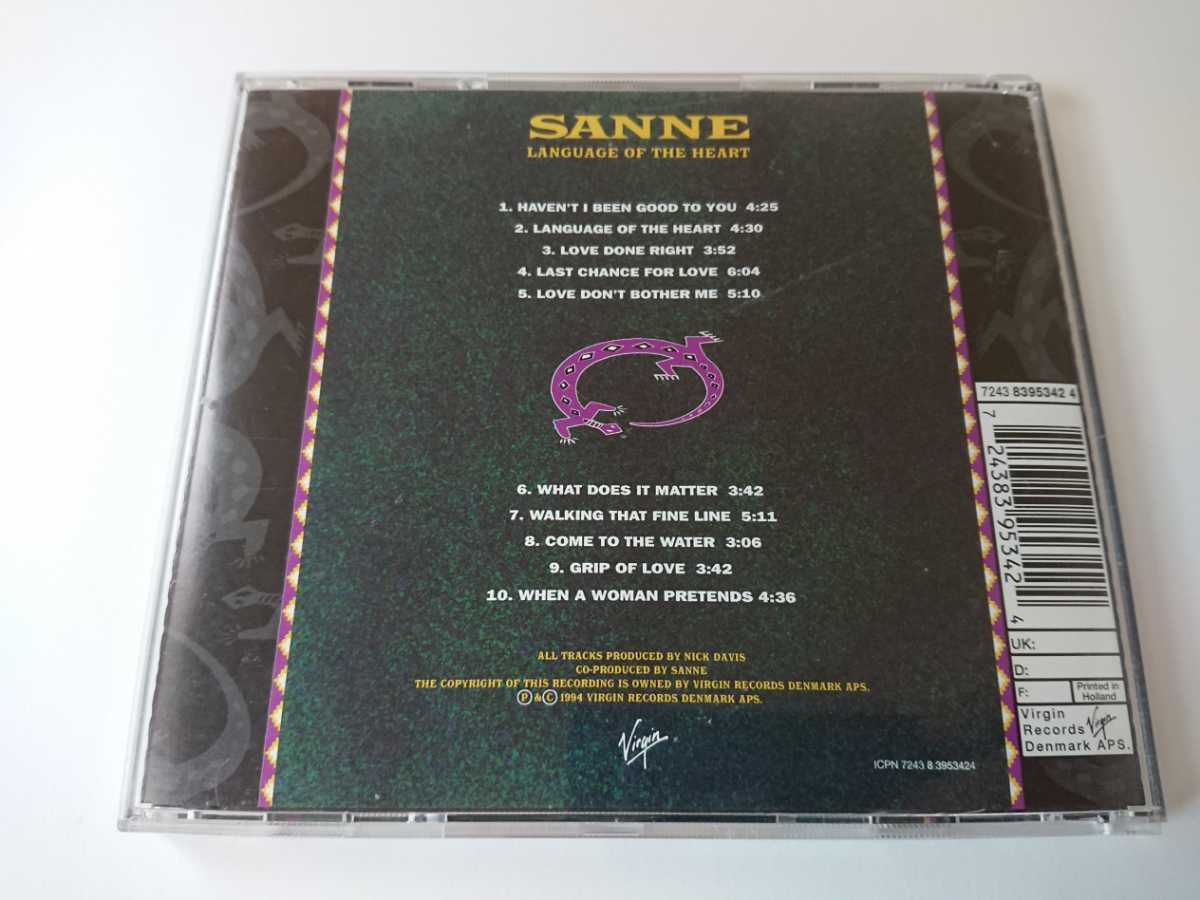 SANNE
LANGUAGE OF THE HEART
1. HAVEN'T I BEEN GOOD TO YOU 4:25
2. LANGUAGE OF THE HEART 4:30
3. LOVE DONE RIGHT 3:52
4. LAST CHANCE FOR LOVE 6:04
5. LOVE DON'T BOTHER ME 5:10
6. WHAT DOES IT MATTER 3:42
7. WALKING THAT FINE LINE 5:11
8. COME TO THE WATER 3:06
9. GRIP OF LOVE 3:42
10. WHEN A WOMAN PRETENDS 4:36
ALL TRACKS PRODUCED BY NICK DAVIS
CO-PRODUCED BY SANNE
THE COPYRIGHT OF THIS RECORDING IS OWNED BY VIRGIN RECORDS DENMARK APS.
Ⓟ & Ⓒ 1994 VIRGIN RECORDS DENMARK APS.
Virgin
ICPN 7243 8 3953424
7243 8395342 4
7 24383 95342 4
UK:
D:
F:
Printed in
Holland
Virgin
Records Virgin
Denmark APS.